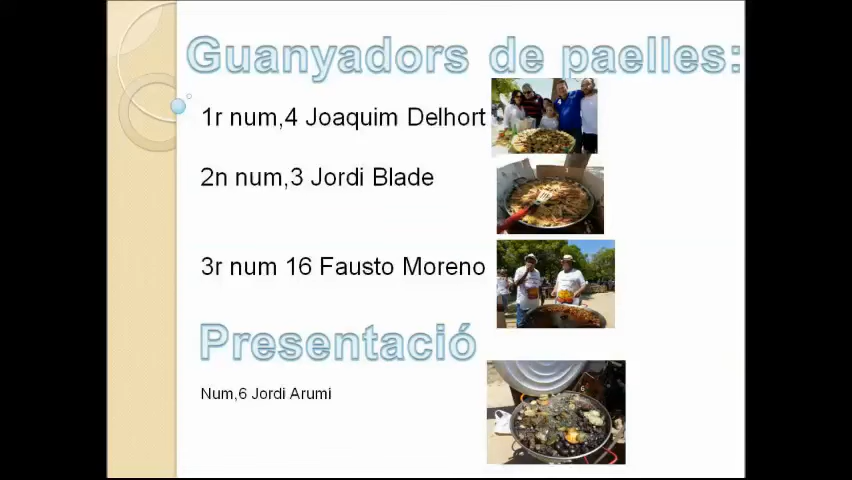 Guanyadors de paelles:
1r num,4 Joaquim Delhort
2n num,3 Jordi Blade
3r num 16 Fausto Moreno
Presentació
Num,6 Jordi Arumi